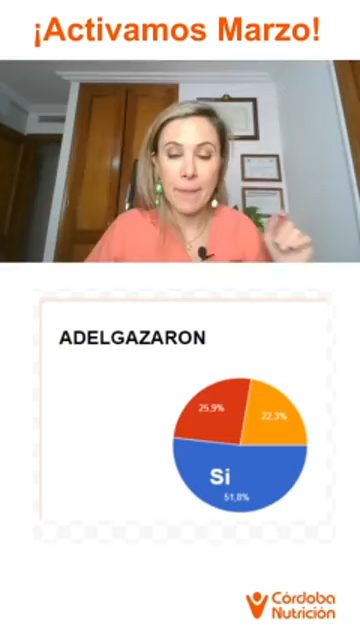 ¡Activamos Marzo!
ADELGAZARON
25,9%
22,3%
Si
51,8%
Córdoba
Nutrición